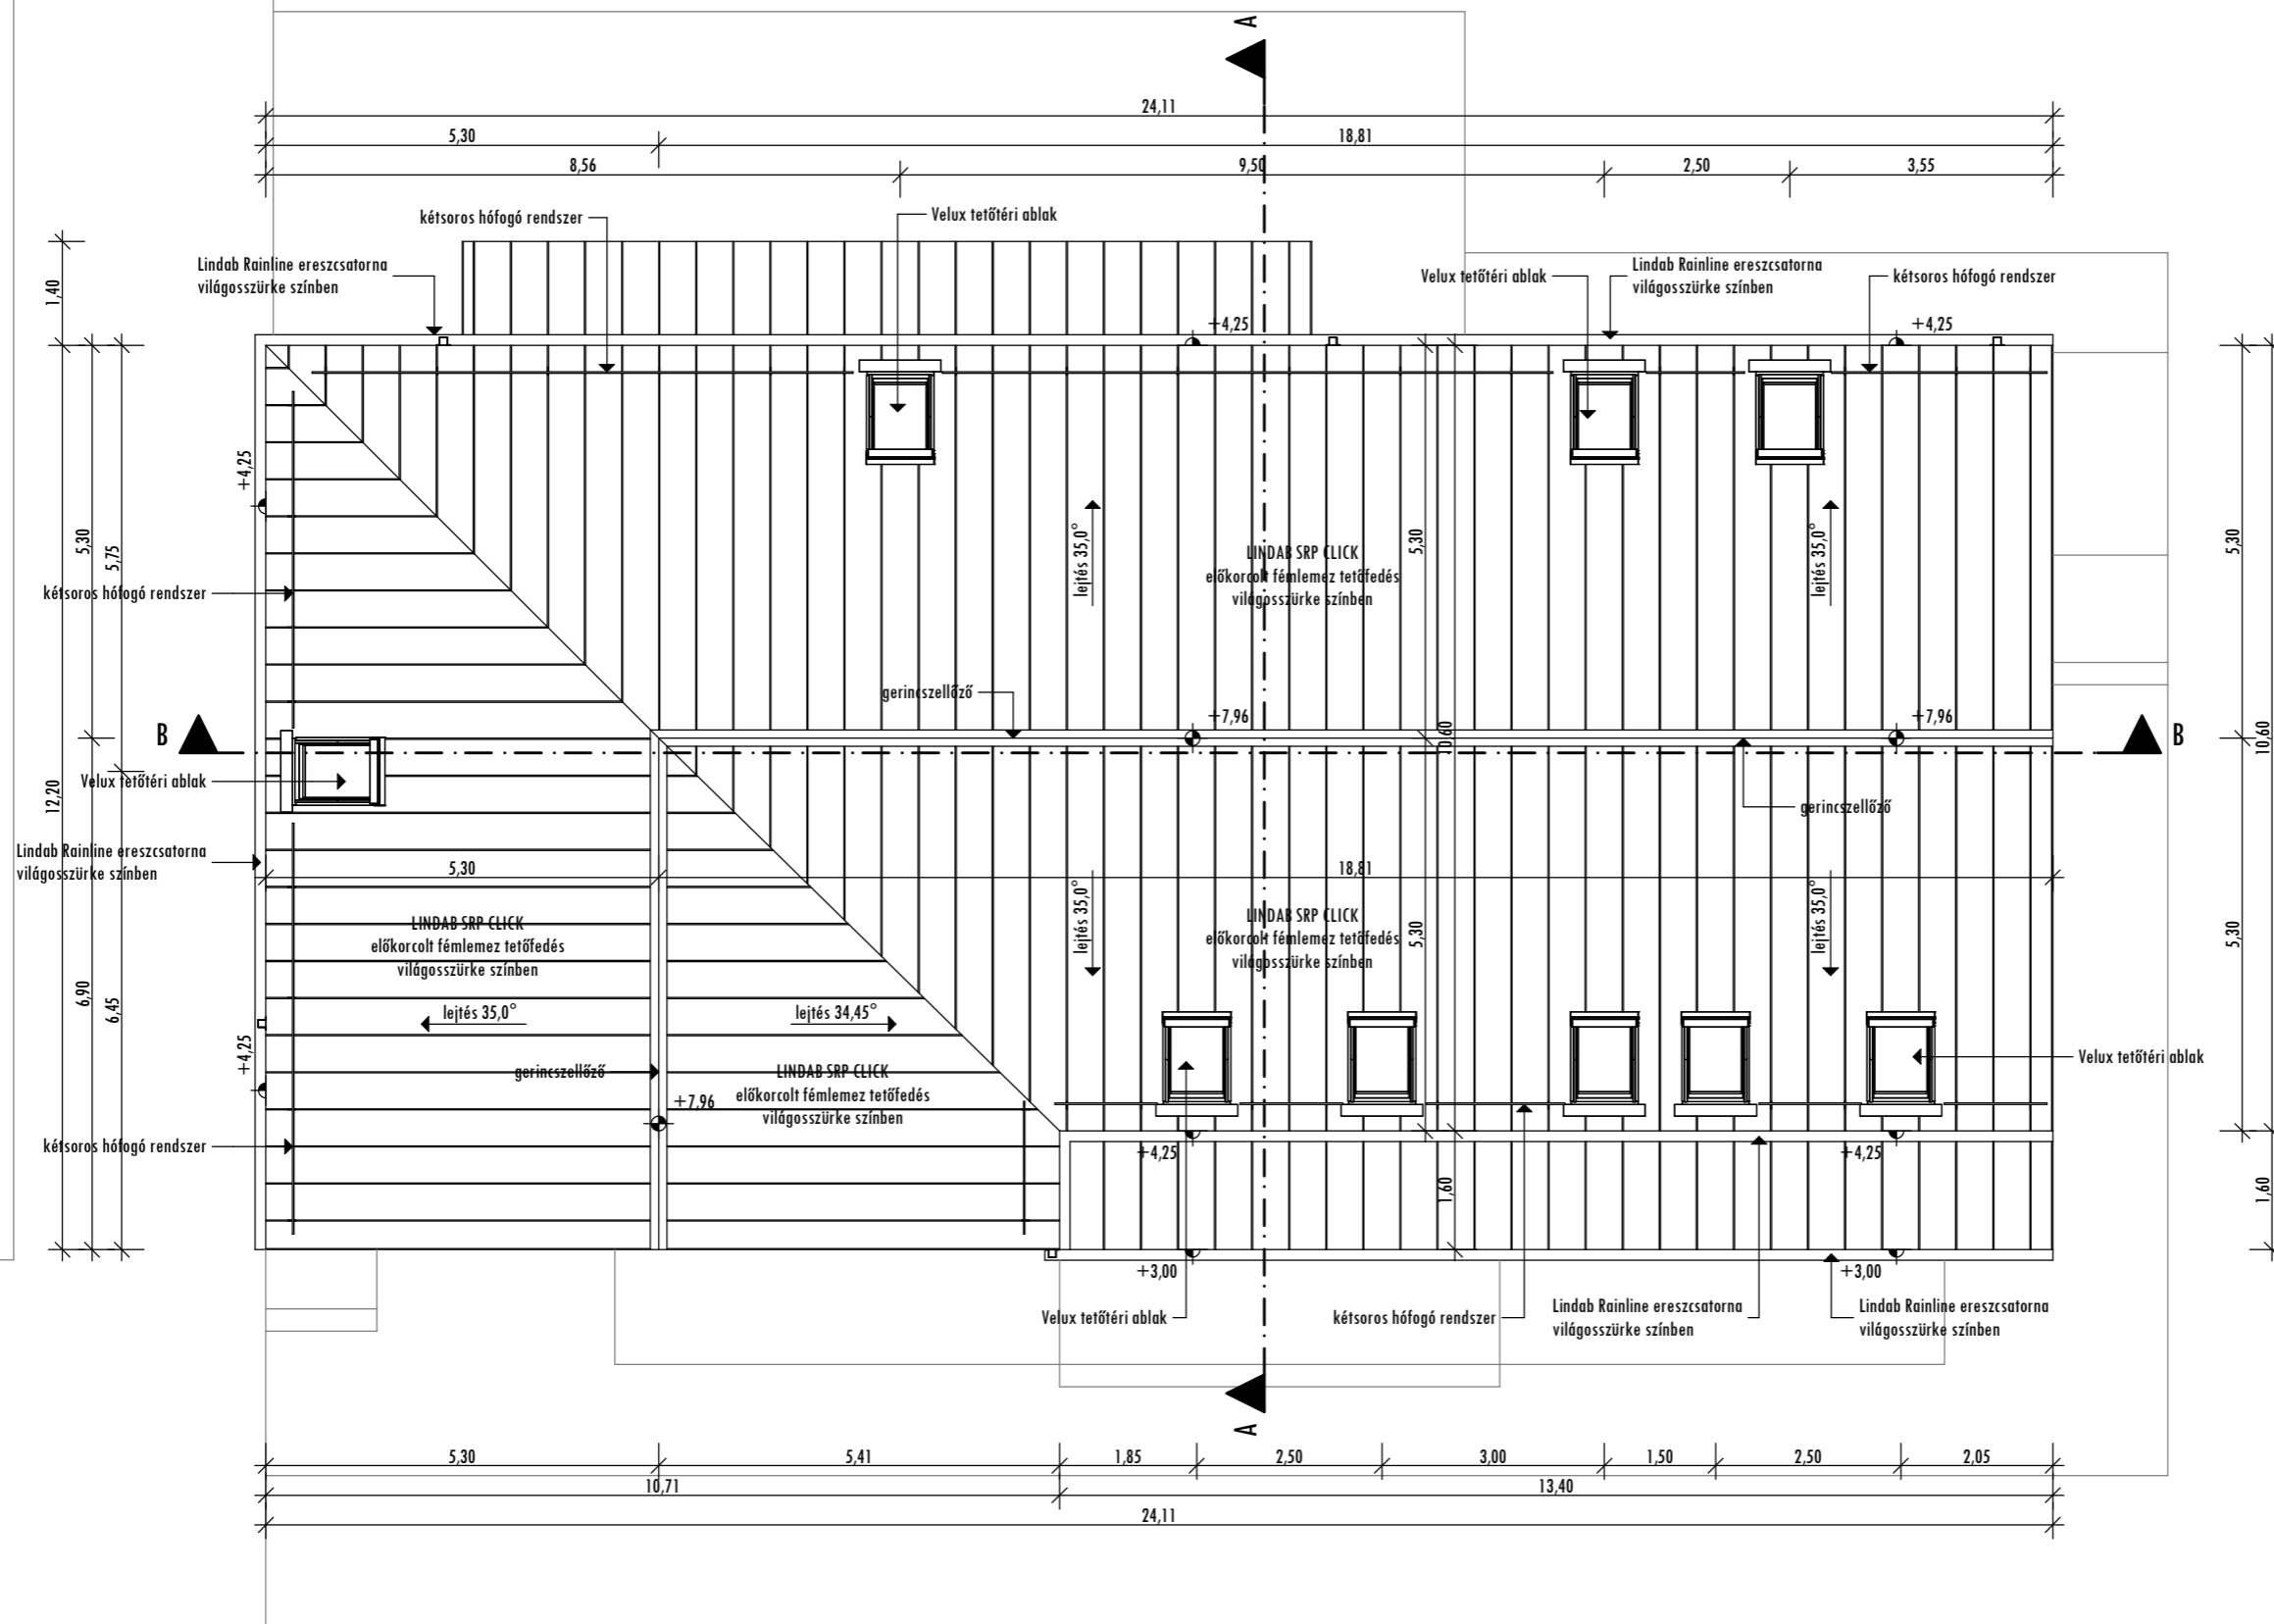 A
24,11
5,30
18,81
8,56
9,50
2,50
3,55
kétsoros hófogó rendszer
Velux tetőtéri ablak
Lindab Rainline ereszcsatorna
világosszürke színben
Velux tetőtéri ablak
Lindab Rainline ereszcsatorna
világosszürke színben
kétsoros hófogó rendszer
1,40
+4,25
+4,25
+4,25
5,30
5,75
5,30
5,30
lejtés 35,0°
lejtés 35,0°
LINDAB SRP CLICK
előkorcolt fémlemez tetőfedés
világosszürke színben
kétsoros hófogó rendszer
gerincszellőző
+7,96
+7,96
10,60
10,60
B
B
Velux tetőtéri ablak
12,20
gerincszellőző
Lindab Rainline ereszcsatorna
világosszürke színben
5,30
18,81
LINDAB SRP CLICK
előkorcolt fémlemez tetőfedés
világosszürke színben
lejtés 35,0°
LINDAB SRP CLICK
előkorcolt fémlemez tetőfedés
világosszürke színben
5,30
lejtés 35,0°
5,30
6,90
6,45
lejtés 35,0°
lejtés 34,45°
+4,25
gerincszellőző
LINDAB SRP CLICK
előkorcolt fémlemez tetőfedés
világosszürke színben
+7,96
Velux tetőtéri ablak
kétsoros hófogó rendszer
+4,25
+4,25
1,60
1,60
+3,00
+3,00
Velux tetőtéri ablak
kétsoros hófogó rendszer
Lindab Rainline ereszcsatorna
világosszürke színben
Lindab Rainline ereszcsatorna
világosszürke színben
A
5,30
5,41
1,85
2,50
3,00
1,50
2,50
2,05
10,71
13,40
24,11